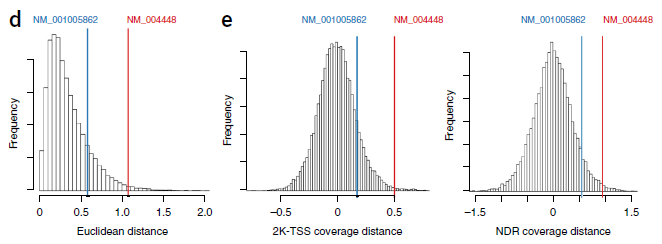 d
NM_001005862
NM_004448
Frequency
0
0.5
1.0
1.5
2.0
Euclidean distance
e
NM_001005862
NM_004448
Frequency
−0.5
0
0.5
2K-TSS coverage distance
NM_001005862
NM_004448
Frequency
−1.5
0
1.5
NDR coverage distance